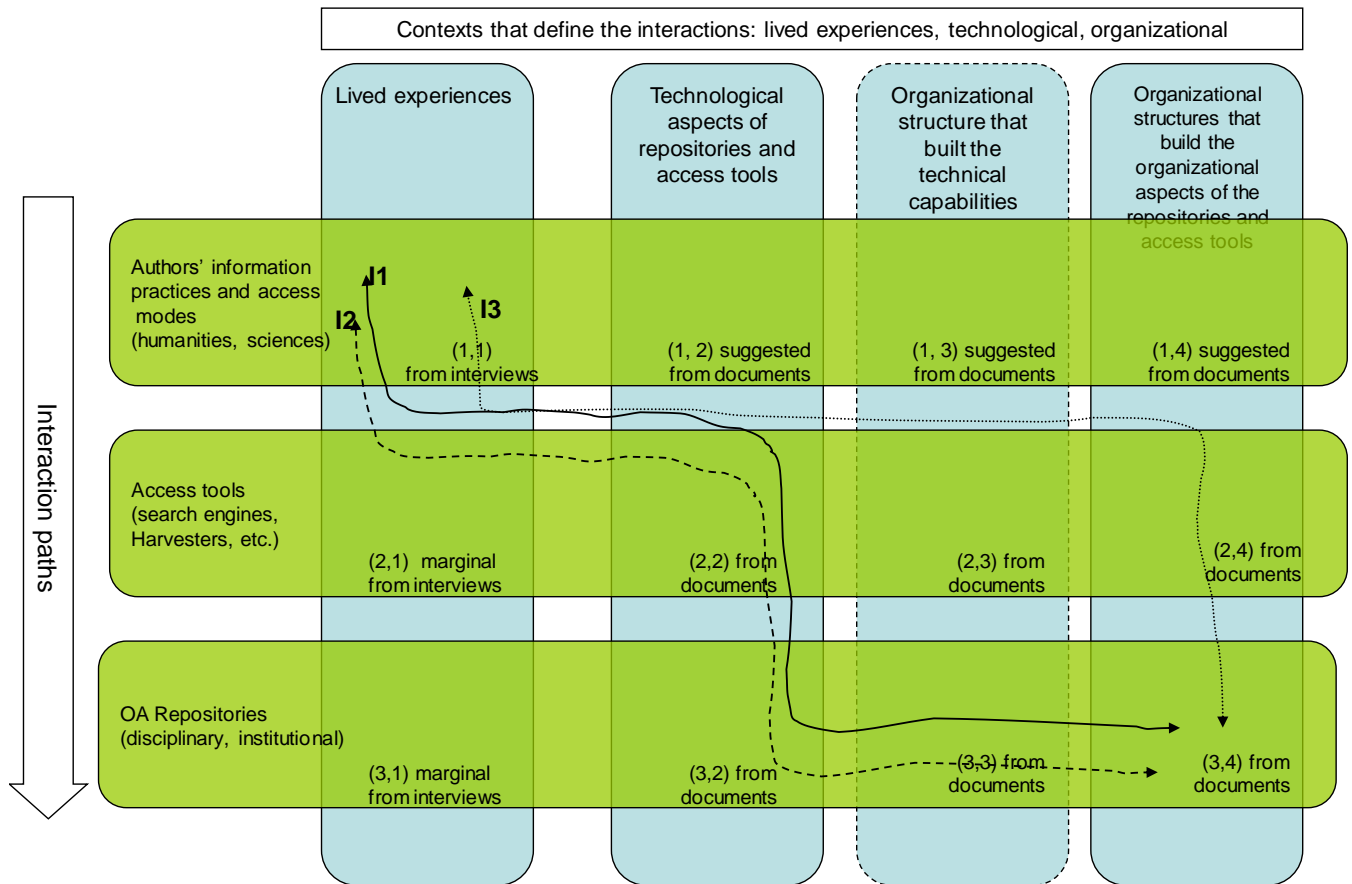 Contexts that define the interactions: lived experiences, technological, organizational
Lived experiences
Technological
aspects of
repositories and
access tools
Organizational
structure that
built the
technical
capabilities
Organizational
structures that
build the
organizational
aspects of the
repositories and
access tools
Interaction paths
Authors' information
practices and access
modes
(humanities, sciences)
I1
I2
I3
(1,1)
from interviews
(1, 2) suggested
from documents
(1, 3) suggested
from documents
(1,4) suggested
from documents
Access tools
(search engines,
Harvesters, etc.)
(2,1) marginal
from interviews
(2,2) from
documents
(2,3) from
documents
(2,4) from
documents
OA Repositories
(disciplinary, institutional)
(3,1) marginal
from interviews
(3,2) from
documents
(3,3) from
documents
(3,4) from
documents